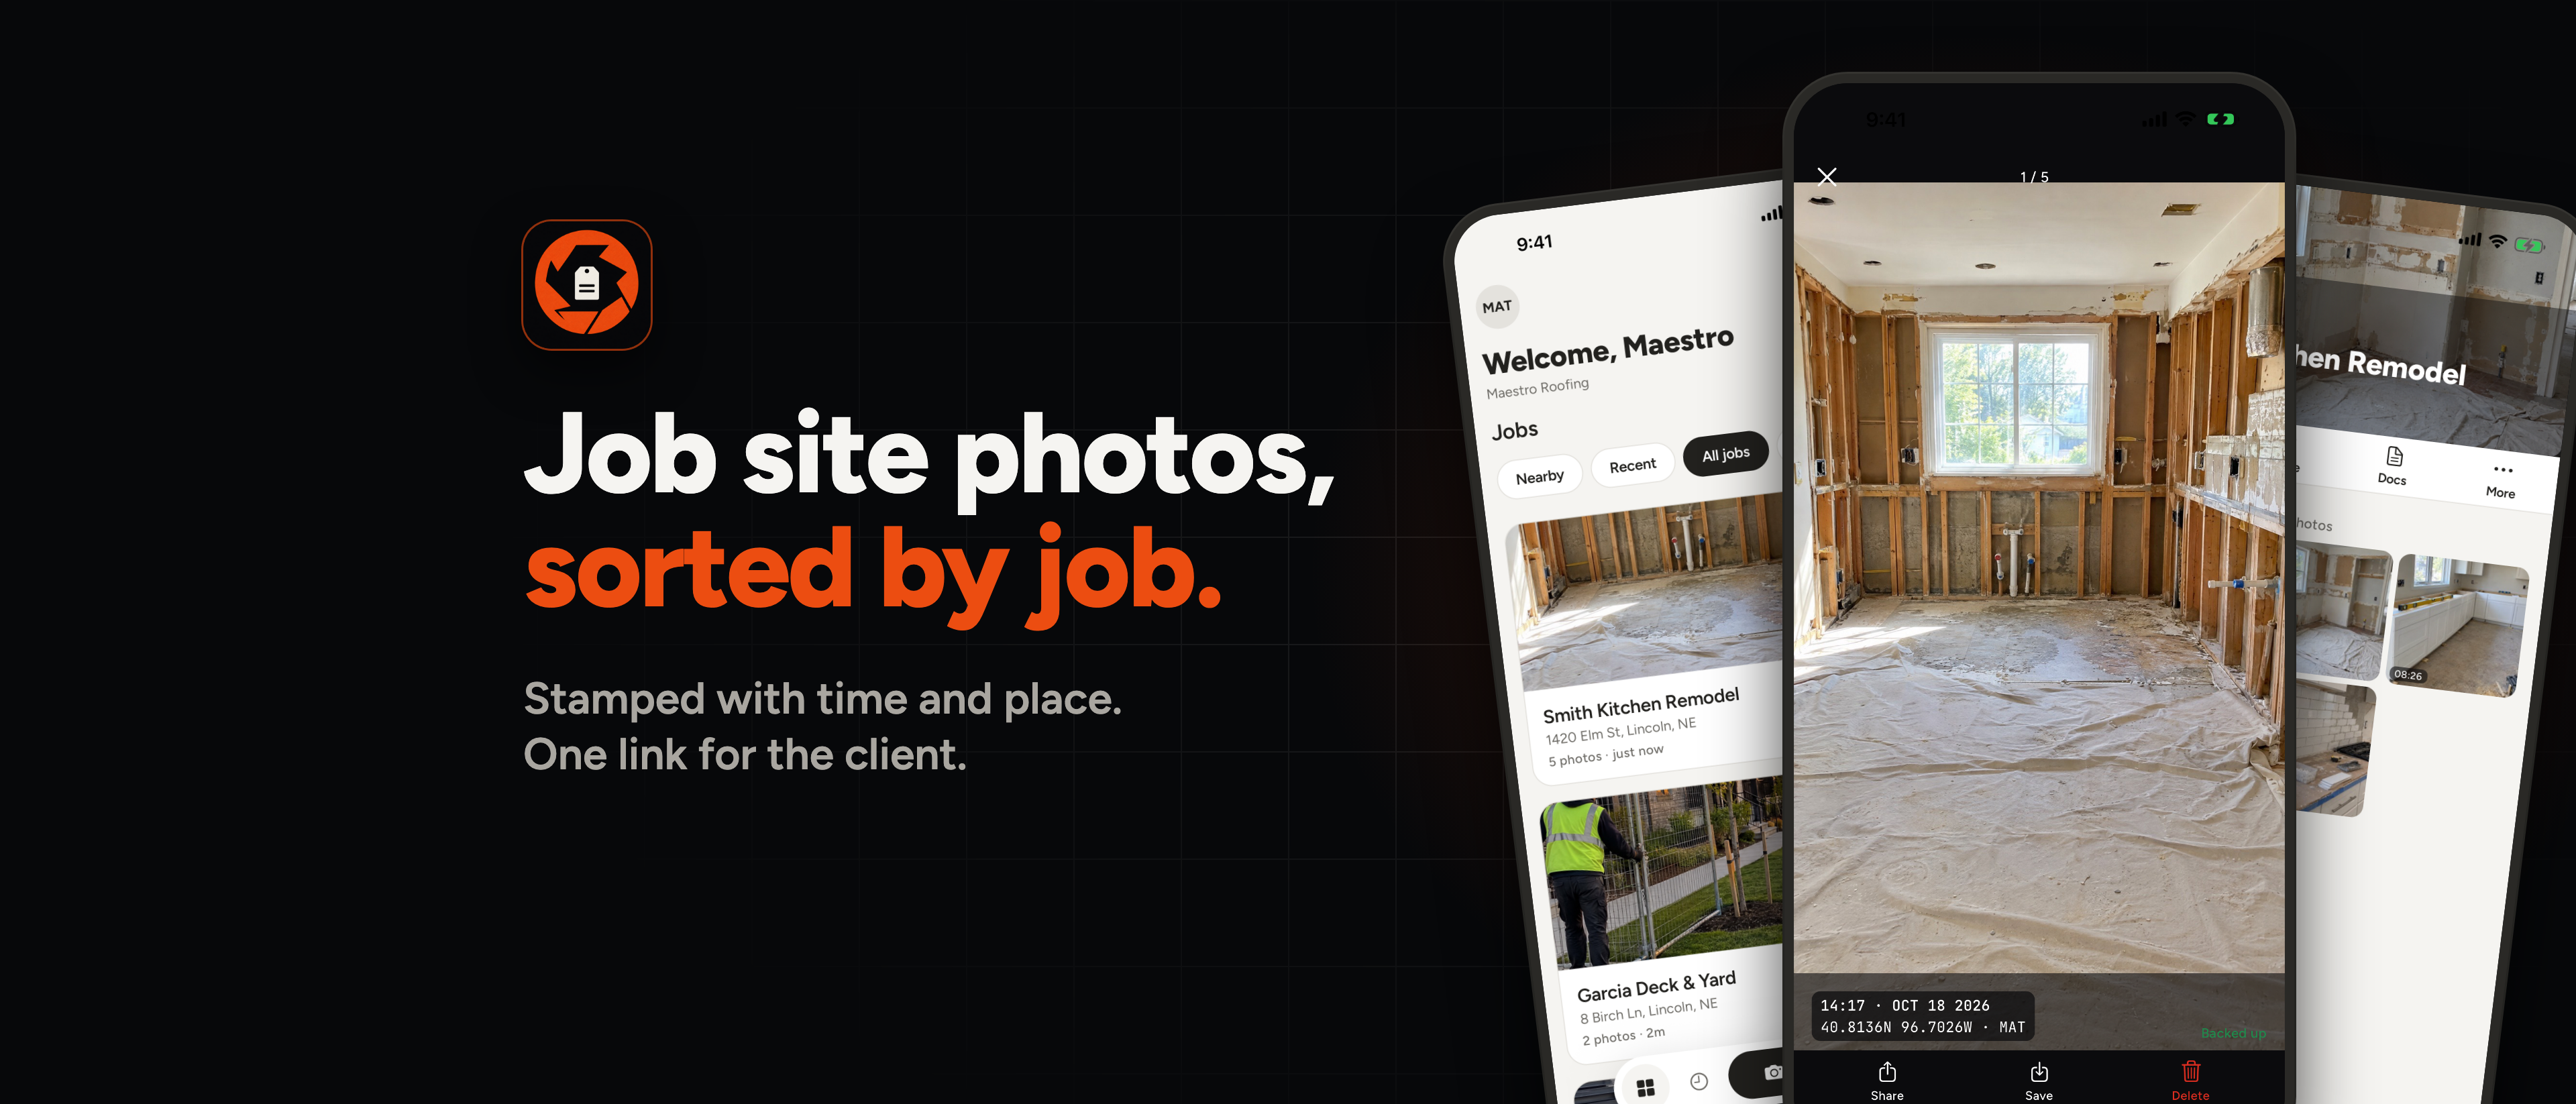 Job site photos,
sorted by job.
Stamped with time and place.
One link for the client.
9:41
MAT
Welcome, Maestro
Maestro Roofing
Jobs
Nearby
Recent
All jobs
Smith Kitchen Remodel
1420 Elm St, Lincoln, NE
5 photos · just now
Garcia Deck & Yard
8 Birch Ln, Lincoln, NE
2 photos · 2m
9:41
1 / 5
14:17 · OCT 18 2026
40.8136N 96.7026W · MAT
Backed up
Share
Save
Delete
hen Remodel
e
Docs
More
hotos
08:26